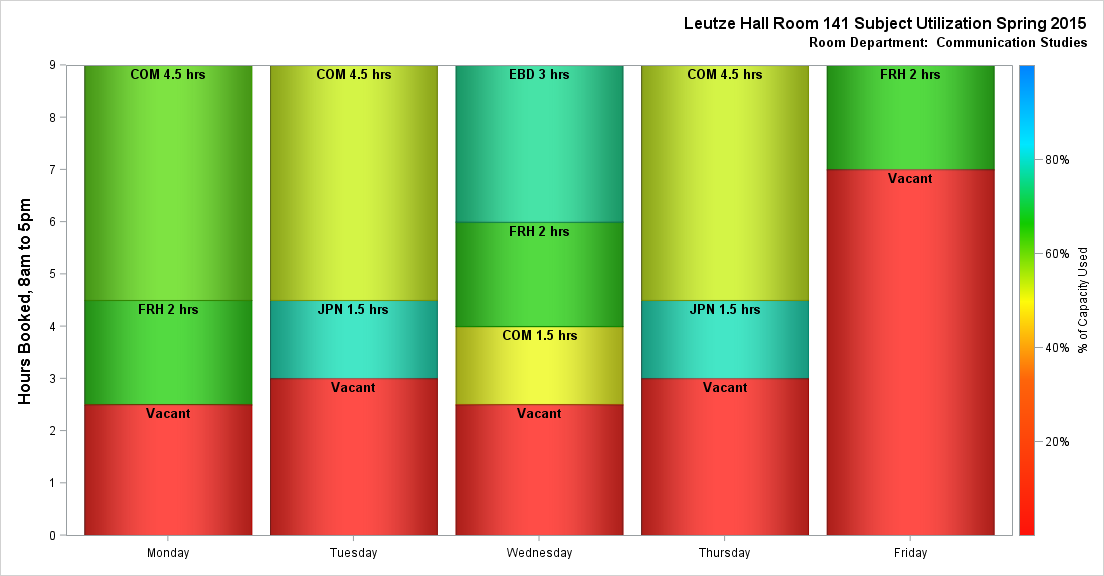 Leutze Hall Room 141 Subject Utilization Spring 2015
Room Department:  Communication Studies
Hours Booked, 8am to 5pm
9
8
7
6
5
4
3
2
1
0
COM 4.5 hrs
FRH 2 hrs
Vacant
COM 4.5 hrs
JPN 1.5 hrs
Vacant
EBD 3 hrs
FRH 2 hrs
COM 1.5 hrs
Vacant
COM 4.5 hrs
JPN 1.5 hrs
Vacant
FRH 2 hrs
Vacant
Monday
Tuesday
Wednesday
Thursday
Friday
80%
60%
40%
20%
% of Capacity Used